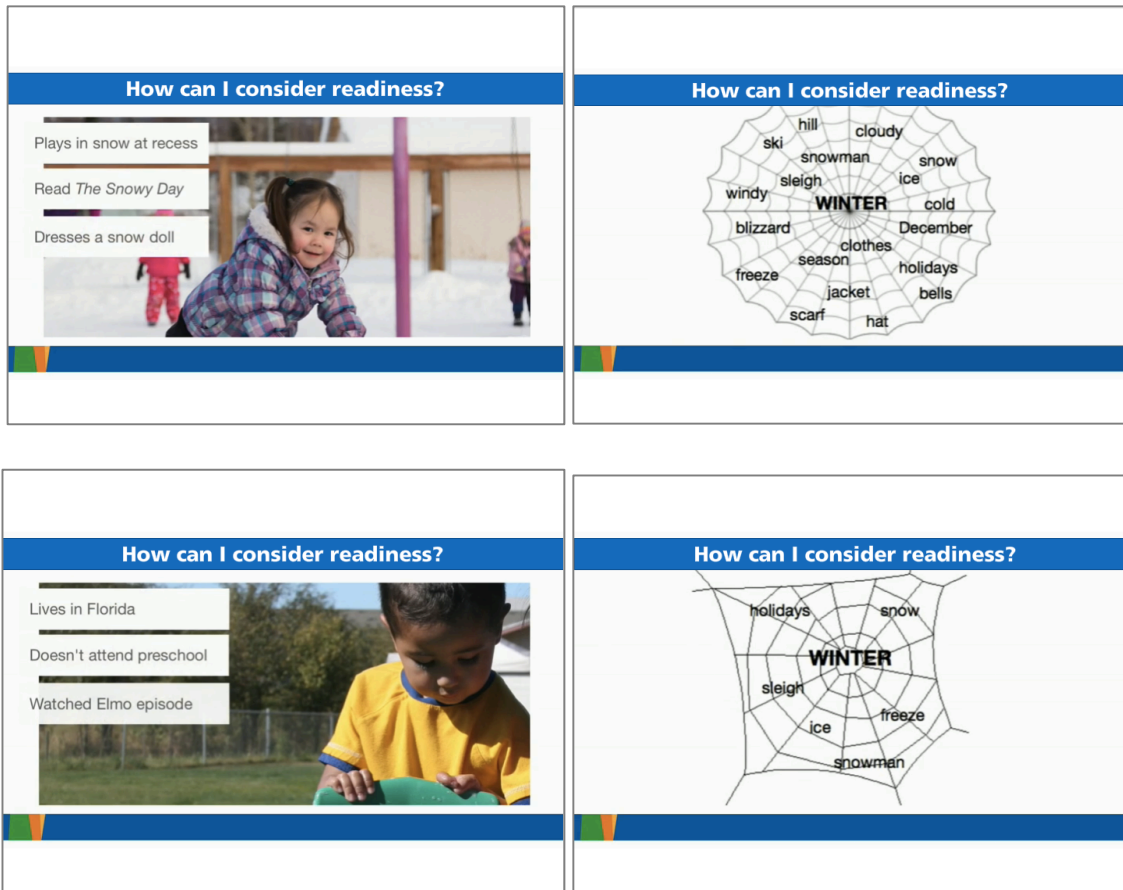 How can I consider readiness?
Plays in snow at recess
Read The Snowy Day
Dresses a snow doll
How can I consider readiness?
hill
cloudy
ski
snowman
snow
sleigh
ice
windy
WINTER
cold
blizzard
December
clothes
season
holidays
freeze
jacket
bells
scarf
hat
How can I consider readiness?
Lives in Florida
Doesn't attend preschool
Watched Elmo episode
How can I consider readiness?
holidays
snow
WINTER
sleigh
freeze
ice
snowman